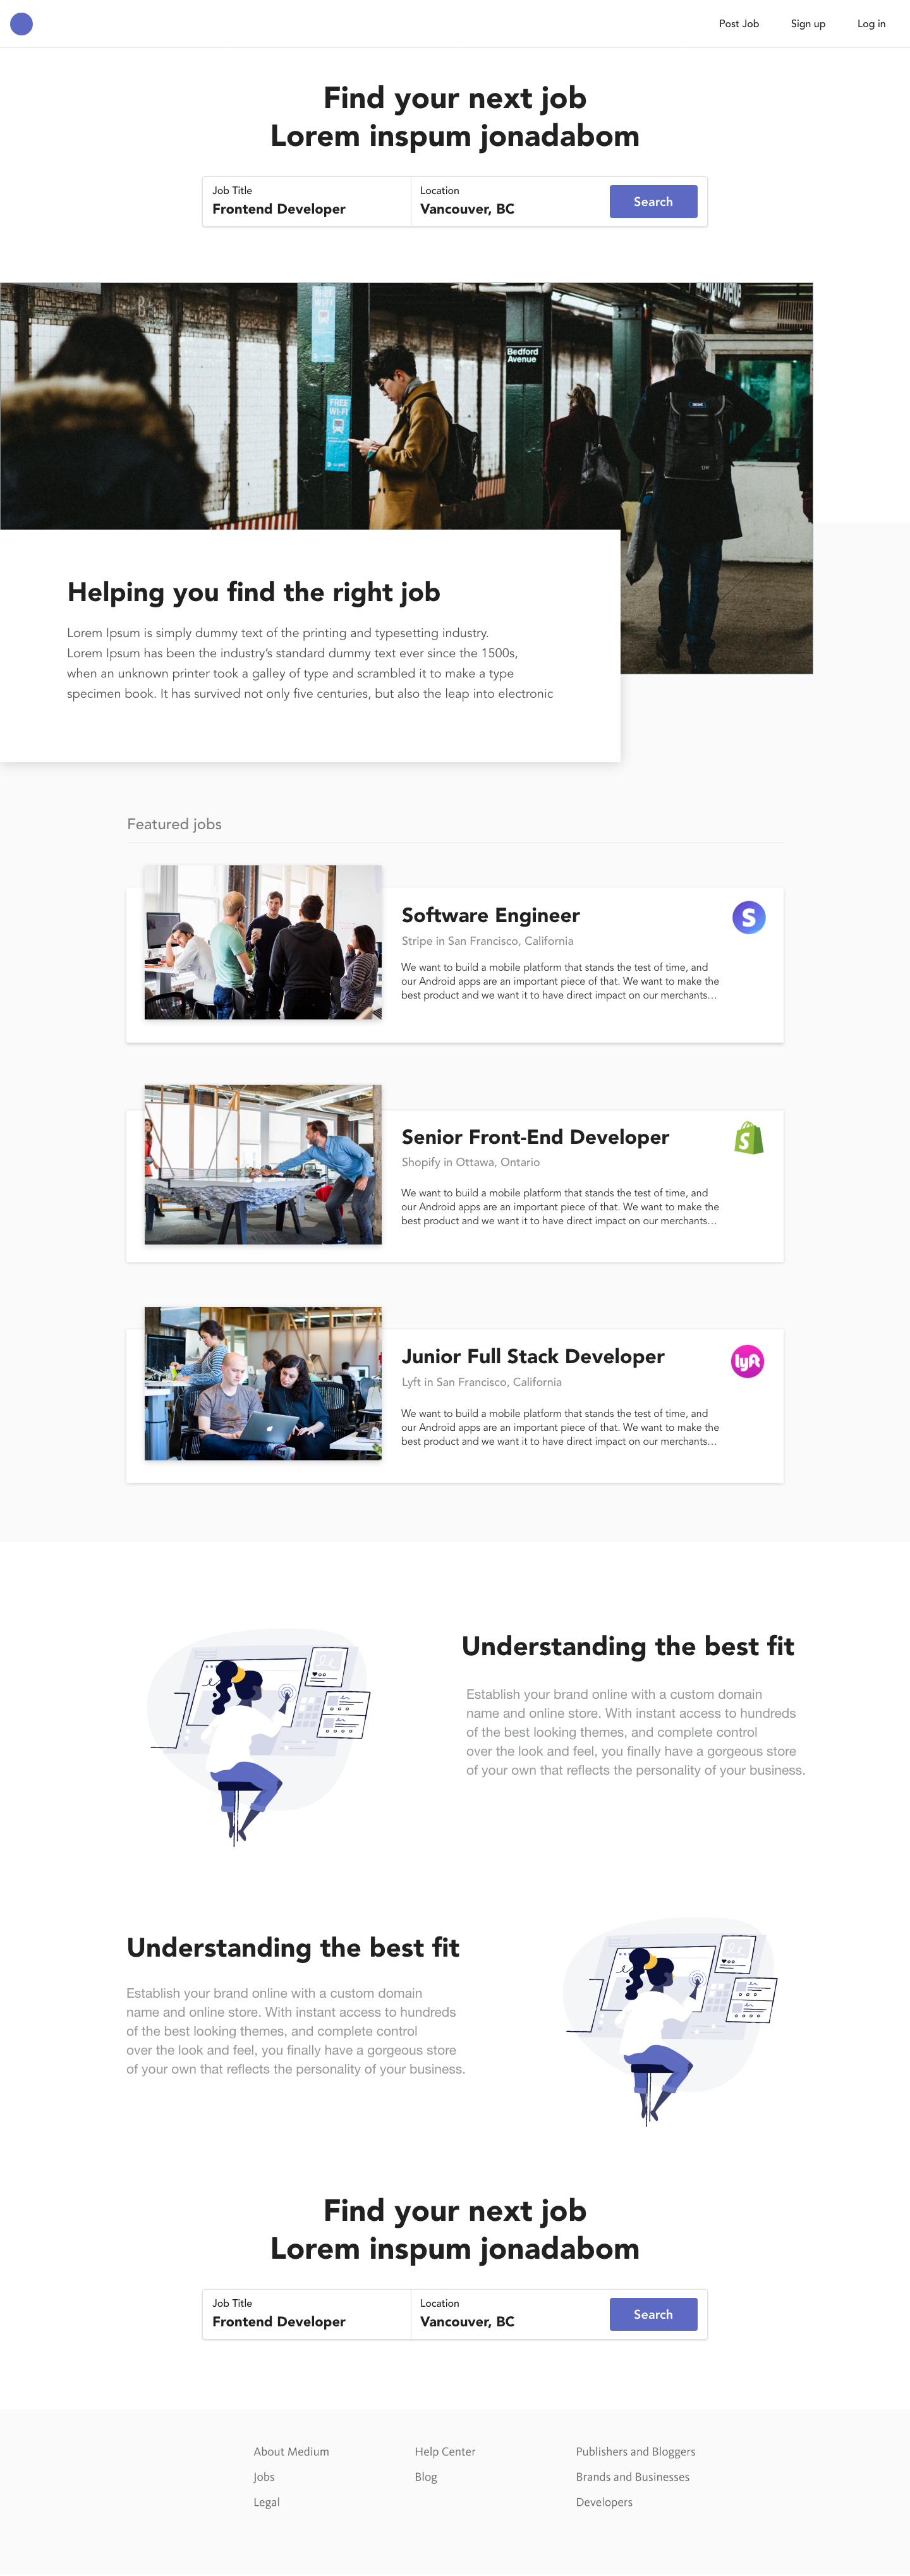 Post Job
Sign up
Log in
Find your next job
Lorem inspum jonadabom
Job Title
Frontend Developer
Location
Vancouver, BC
Search
FREE
WI-FI
Bedford
Avenue
FREE
WI-FI
Helping you find the right job
Lorem Ipsum is simply dummy text of the printing and typesetting industry.
Lorem Ipsum has been the industry's standard dummy text ever since the 1500s,
when an unknown printer took a galley of type and scrambled it to make a type
specimen book. It has survived not only five centuries, but also the leap into electronic
Featured jobs
Software Engineer
S
Stripe in San Francisco, California
We want to build a mobile platform that stands the test of time, and
our Android apps are an important piece of that. We want to make the
best product and we want it to have direct impact on our merchants…
Senior Front-End Developer
S
Shopify in Ottawa, Ontario
We want to build a mobile platform that stands the test of time, and
our Android apps are an important piece of that. We want to make the
best product and we want it to have direct impact on our merchants…
Junior Full Stack Developer
lyft
Lyft in San Francisco, California
We want to build a mobile platform that stands the test of time, and
our Android apps are an important piece of that. We want to make the
best product and we want it to have direct impact on our merchants…
Understanding the best fit
Establish your brand online with a custom domain
name and online store. With instant access to hundreds
of the best looking themes, and complete control
over the look and feel, you finally have a gorgeous store
of your own that reflects the personality of your business.
Understanding the best fit
Establish your brand online with a custom domain
name and online store. With instant access to hundreds
of the best looking themes, and complete control
over the look and feel, you finally have a gorgeous store
of your own that reflects the personality of your business.
Find your next job
Lorem inspum jonadabom
Job Title
Frontend Developer
Location
Vancouver, BC
Search
About Medium
Help Center
Publishers and Bloggers
Jobs
Blog
Brands and Businesses
Legal
Developers